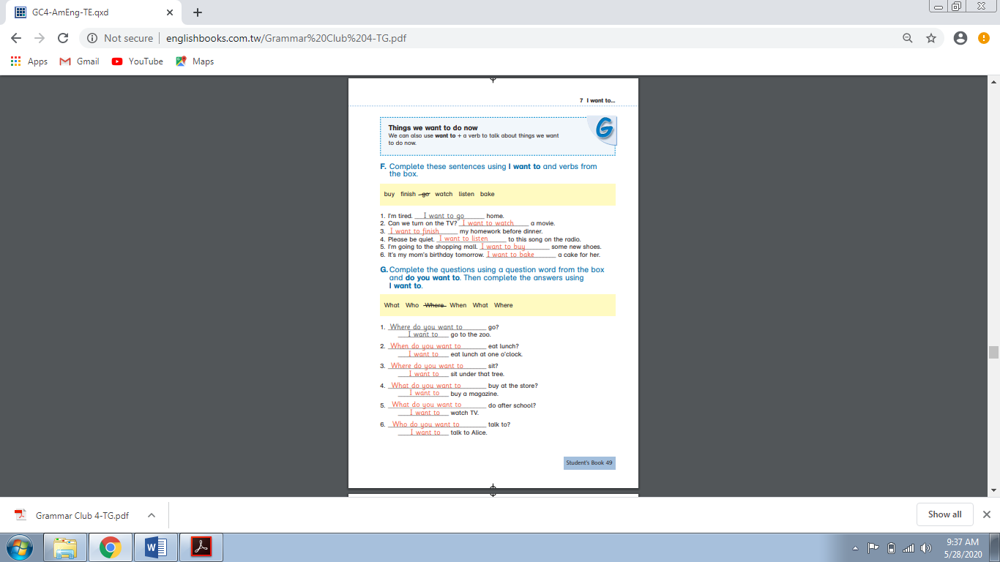 GC4-AmEng-TE.qxd
Not secure englishbooks.com.tw/Grammar%20Club%204-TG.pdf
Apps Gmail YouTube Maps
7 I want to...
Things we want to do now
G
We can also use want to + a verb to talk about things we want
to do now.
F. Complete these sentences using I want to and verbs from
the box.
buy finish go watch listen bake
1. I'm tired. I want to go home.
2. Can we turn on the TV? I want to watch a movie.
3. I want to finish my homework before dinner.
4. Please be quiet. I want to listen to this song on the radio.
5. I'm going to the shopping mall. I want to buy some new shoes.
6. It's my mom's birthday tomorrow. I want to bake a cake for her.
G. Complete the questions using a question word from the box
and do you want to. Then complete the answers using
I want to.
What Who Where When What Where
1. Where do you want to go?
I want to go to the zoo.
2. When do you want to eat lunch?
I want to eat lunch at one o'clock.
3. Where do you want to sit?
I want to sit under that tree.
4. What do you want to buy at the store?
I want to buy a magazine.
5. What do you want to do after school?
I want to watch TV.
6. Who do you want to talk to?
I want to talk to Alice.
Student's Book 49
Grammar Club 4-TG.pdf
Show all
9:37 AM
5/28/2020